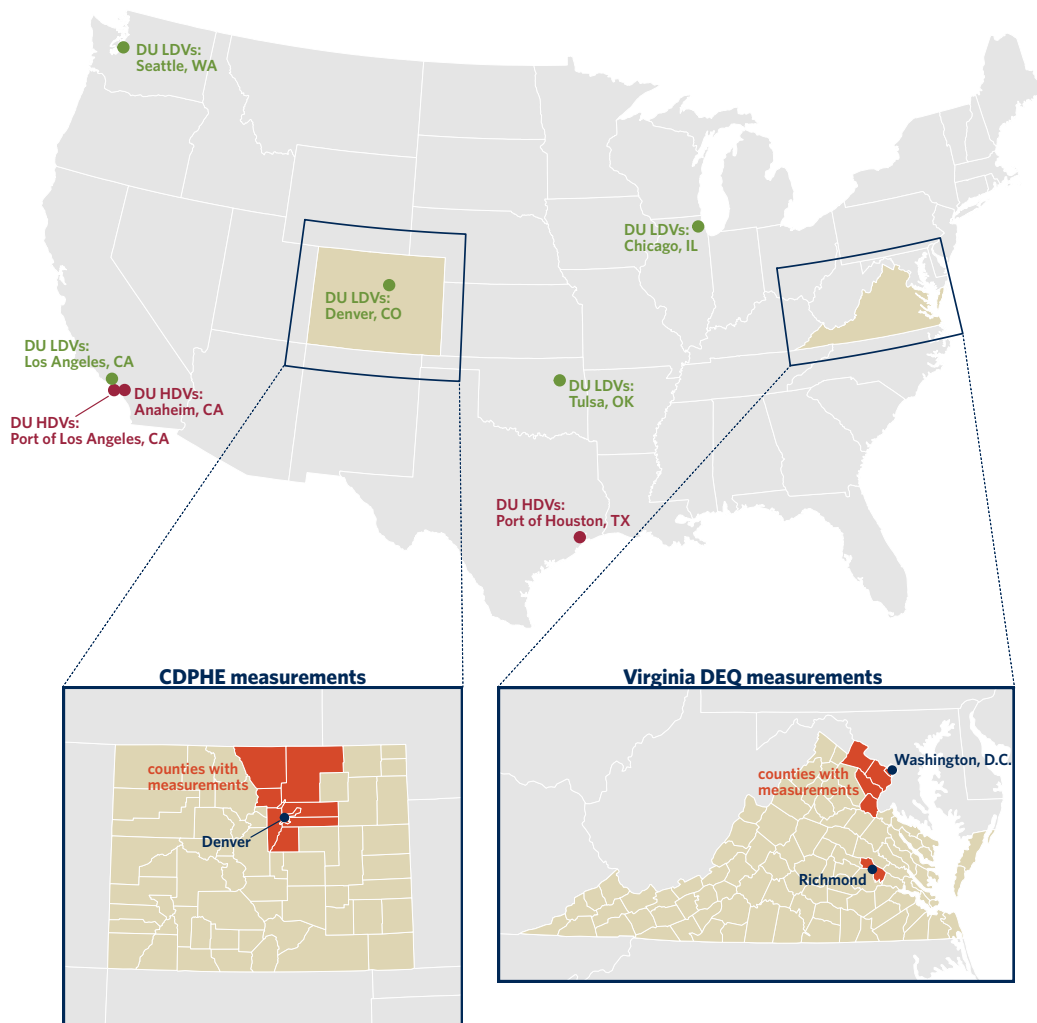 DU LDVs:
Seattle, WA
DU LDVs:
Chicago, IL
DU LDVs:
Denver, CO
DU LDVs:
Los Angeles, CA
DU HDVs:
Anaheim, CA
DU HDVs:
Port of Los Angeles, CA
DU LDVs:
Tulsa, OK
DU HDVs:
Port of Houston, TX
CDPHE measurements
counties with
measurements
Denver
Virginia DEQ measurements
Washington, D.C.
counties with
measurements
Richmond